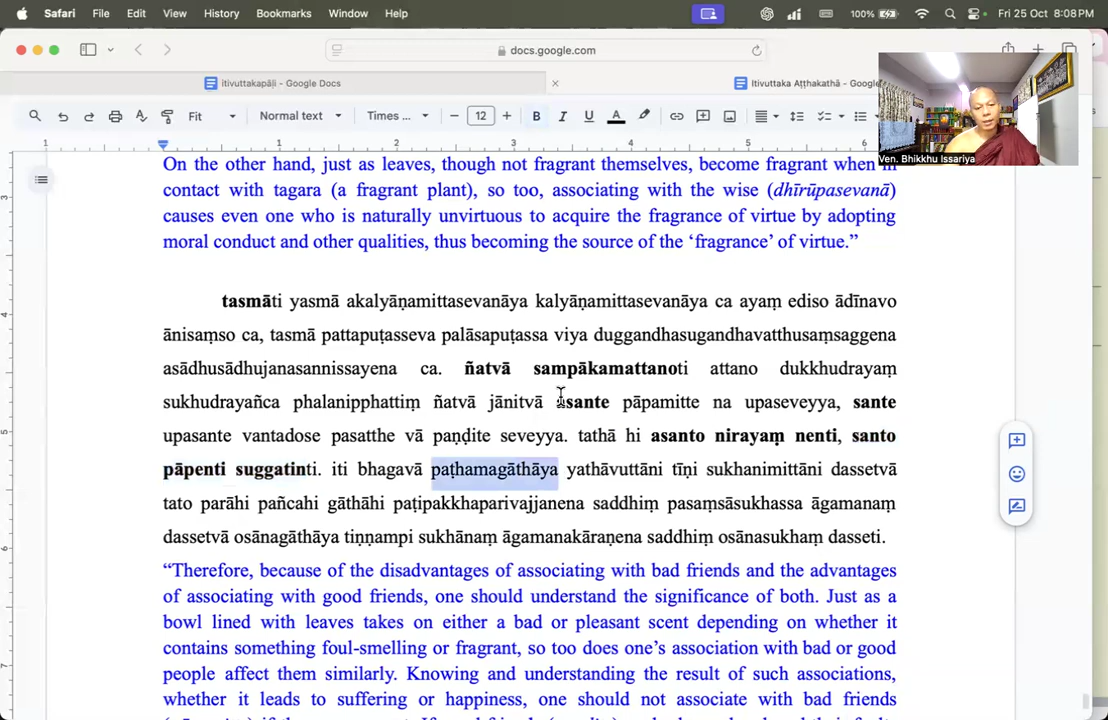 Safari File Edit View History Bookmarks Window Help 100% Fri 25 Oct 8:08 PM
docs.google.com
itivuttakapāḷi - Google Docs Itivuttaka Aṭṭhakathā - Google
Fit Normal text Times ... 12 B I U A
1 1 2 3 4 5 6
Ven. Bhikkhu Issariya
On the other hand, just as leaves, though not fragrant themselves, become fragrant when in
contact with tagara (a fragrant plant), so too, associating with the wise (dhīrūpasevanā)
causes even one who is naturally unvirtuous to acquire the fragrance of virtue by adopting
moral conduct and other qualities, thus becoming the source of the ‘fragrance’ of virtue.”
tasmāti yasmā akalyāṇamittasevanāya kalyāṇamittasevanāya ca ayaṃ ediso ādīnavo
ānisaṃso ca, tasmā pattapuṭasseva palāsapuṭassa viya duggandhasugandhavatthusaṃsaggena
asādhusādhujanasannissayena ca. ñatvā sampākamattanoti attano dukkhudrayaṃ
sukhudrayañca phalanipphattiṃ ñatvā jānitvā asante pāpamitte na upaseveyya, sante
upasante vantadose pasatthe vā paṇḍite seveyya. tathā hi asanto nirayaṃ nenti, santo
pāpenti suggatinti. iti bhagavā paṭhamagāthāya yathāvuttāni tīṇi sukhanimittāni dassetvā
tato parāhi pañcahi gāthāhi paṭipakkhaparivajjanena saddhiṃ pasaṃsāsukhassa āgamanaṃ
dassetvā osānagāthāya tiṇṇampi sukhānaṃ āgamanakāraṇena saddhiṃ osānasukhaṃ dasseti.
“Therefore, because of the disadvantages of associating with bad friends and the advantages
of associating with good friends, one should understand the significance of both. Just as a
bowl lined with leaves takes on either a bad or pleasant scent depending on whether it
contains something foul-smelling or fragrant, so too does one’s association with bad or good
people affect them similarly. Knowing and understanding the result of such associations,
whether it leads to suffering or happiness, one should not associate with bad friends